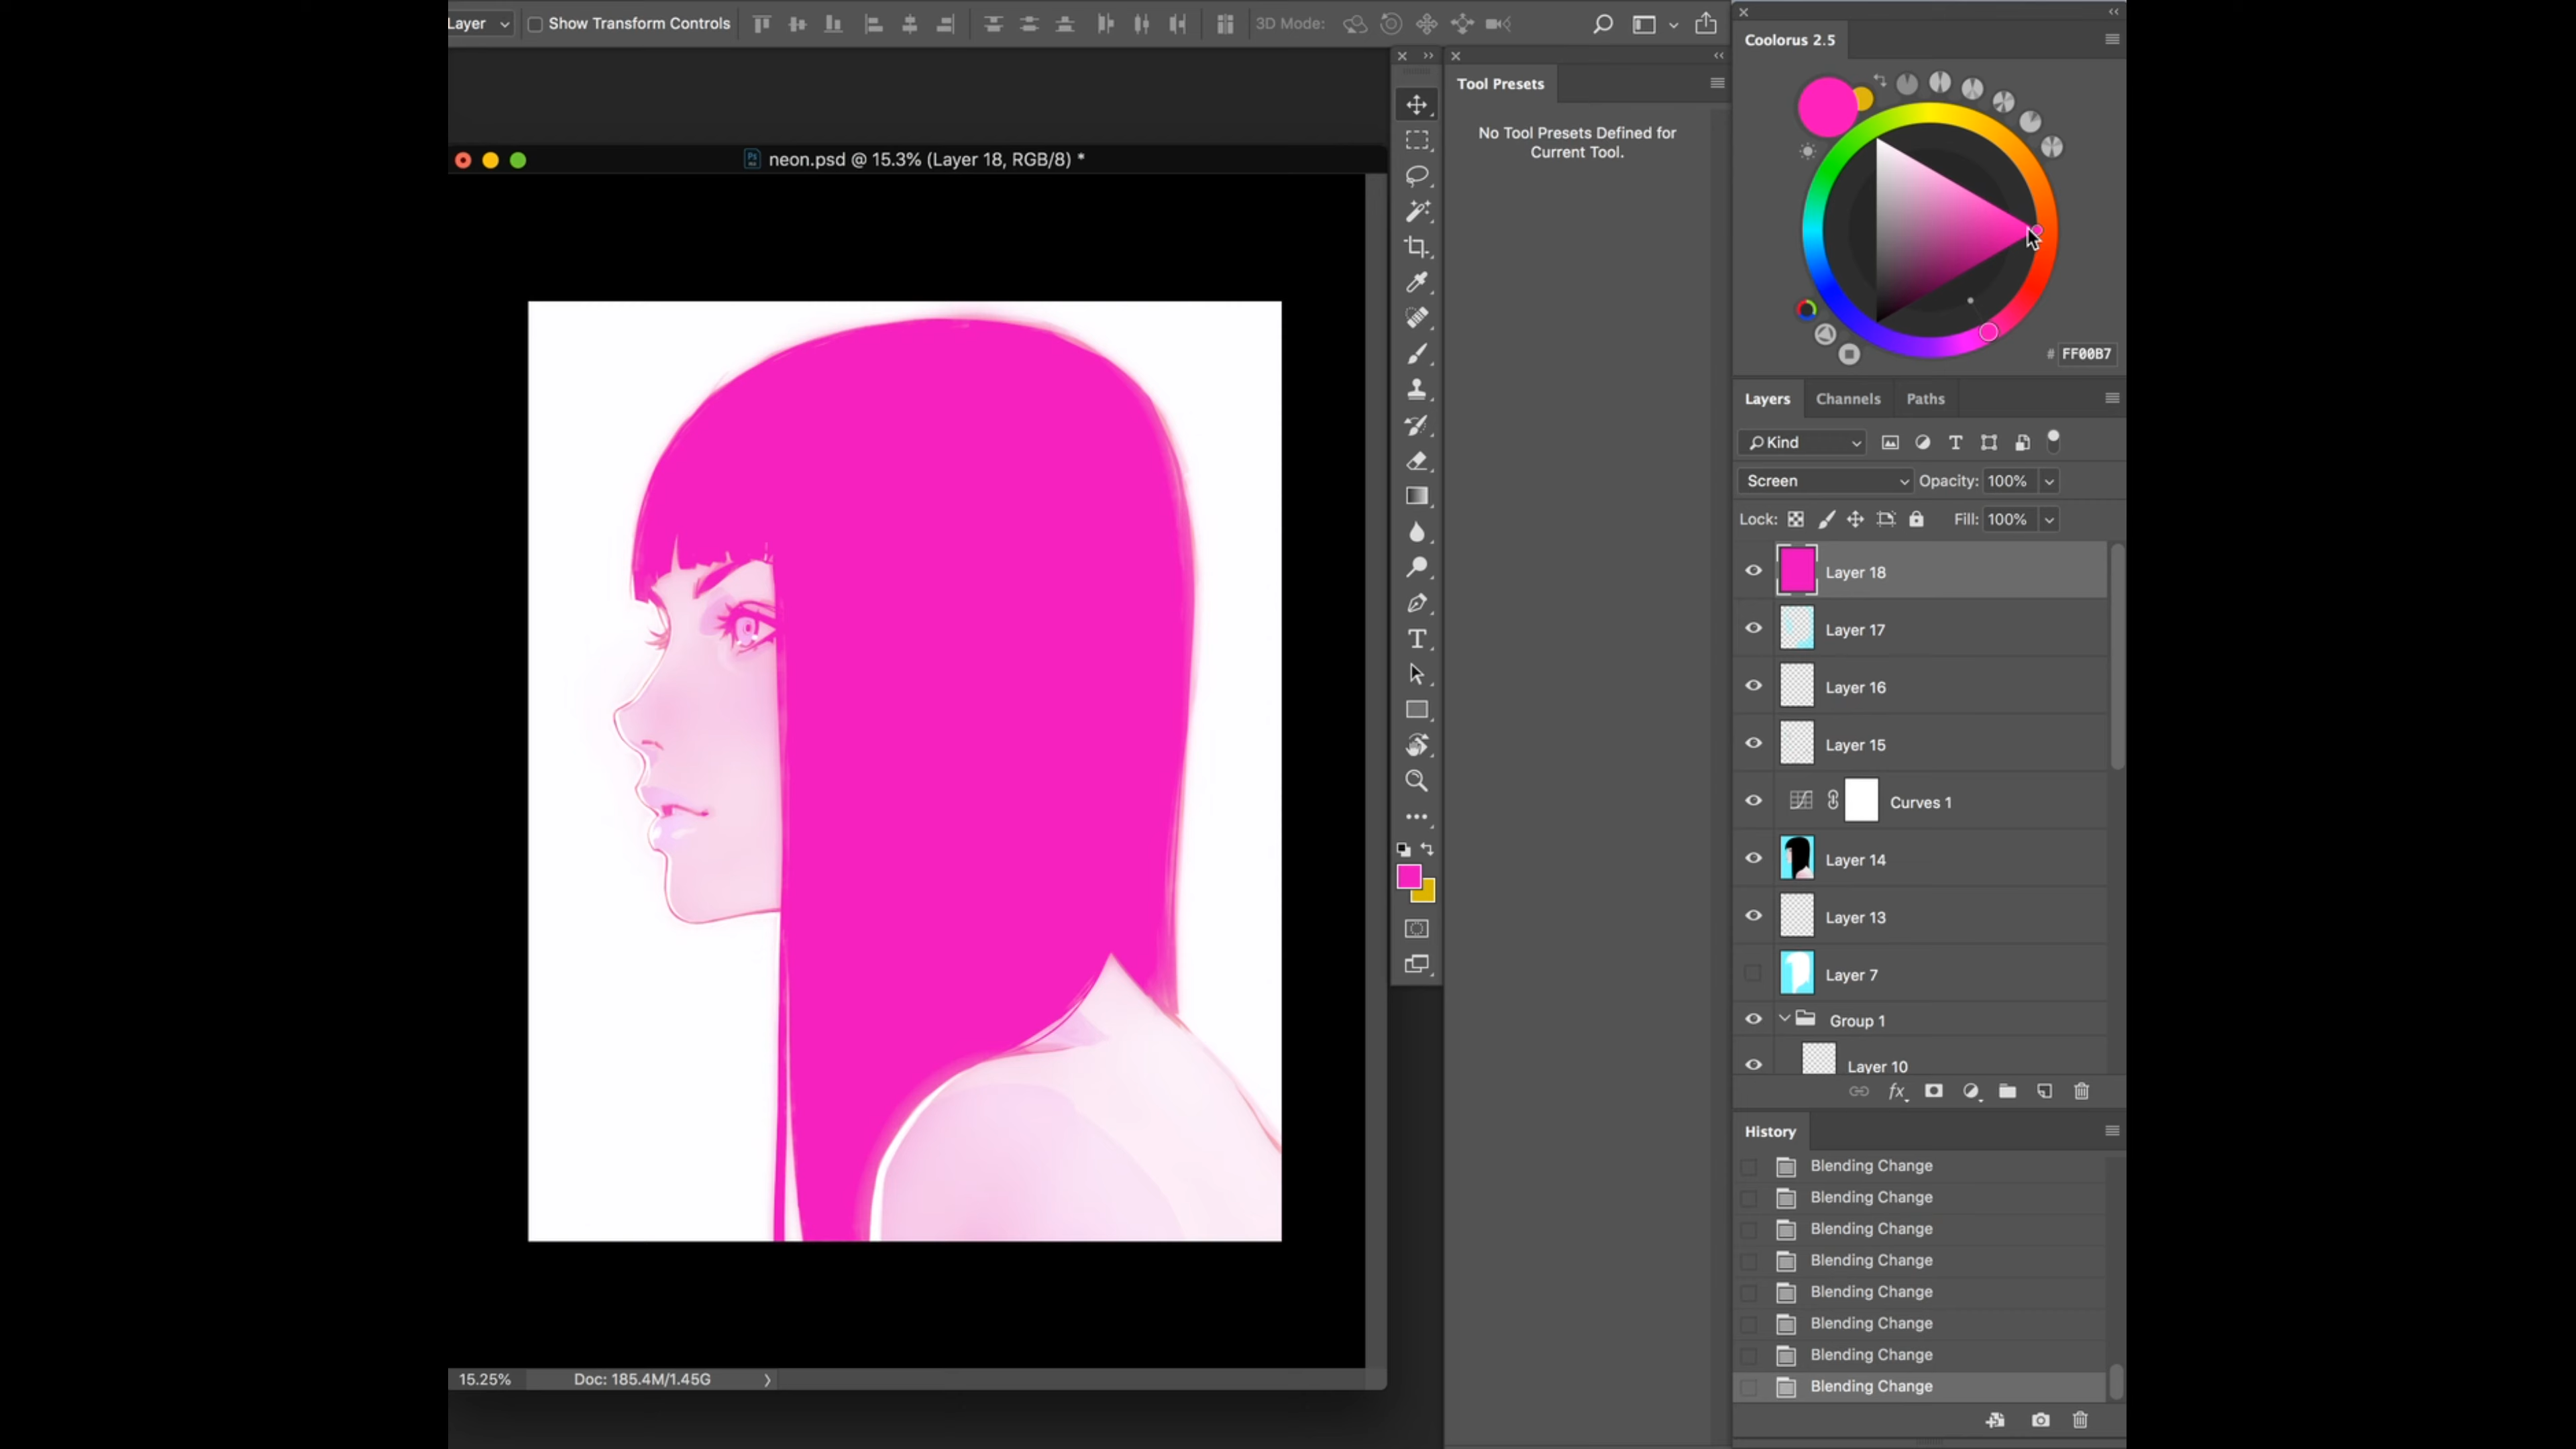 Layer
Show Transform Controls
3D Mode:
neon.psd @ 15.3% (Layer 18, RGB/8) *
Ps
Tool Presets
No Tool Presets Defined for
Current Tool.
Coolorus 2.5
# FF00B7
Layers Channels Paths
Kind
Screen Opacity: 100%
Lock: Fill: 100%
Layer 18
Layer 17
Layer 16
Layer 15
Curves 1
Layer 14
Layer 13
Layer 7
Group 1
Layer 10
fx
History
Blending Change
Blending Change
Blending Change
Blending Change
Blending Change
Blending Change
Blending Change
Blending Change
15.25% Doc: 185.4M/1.45G